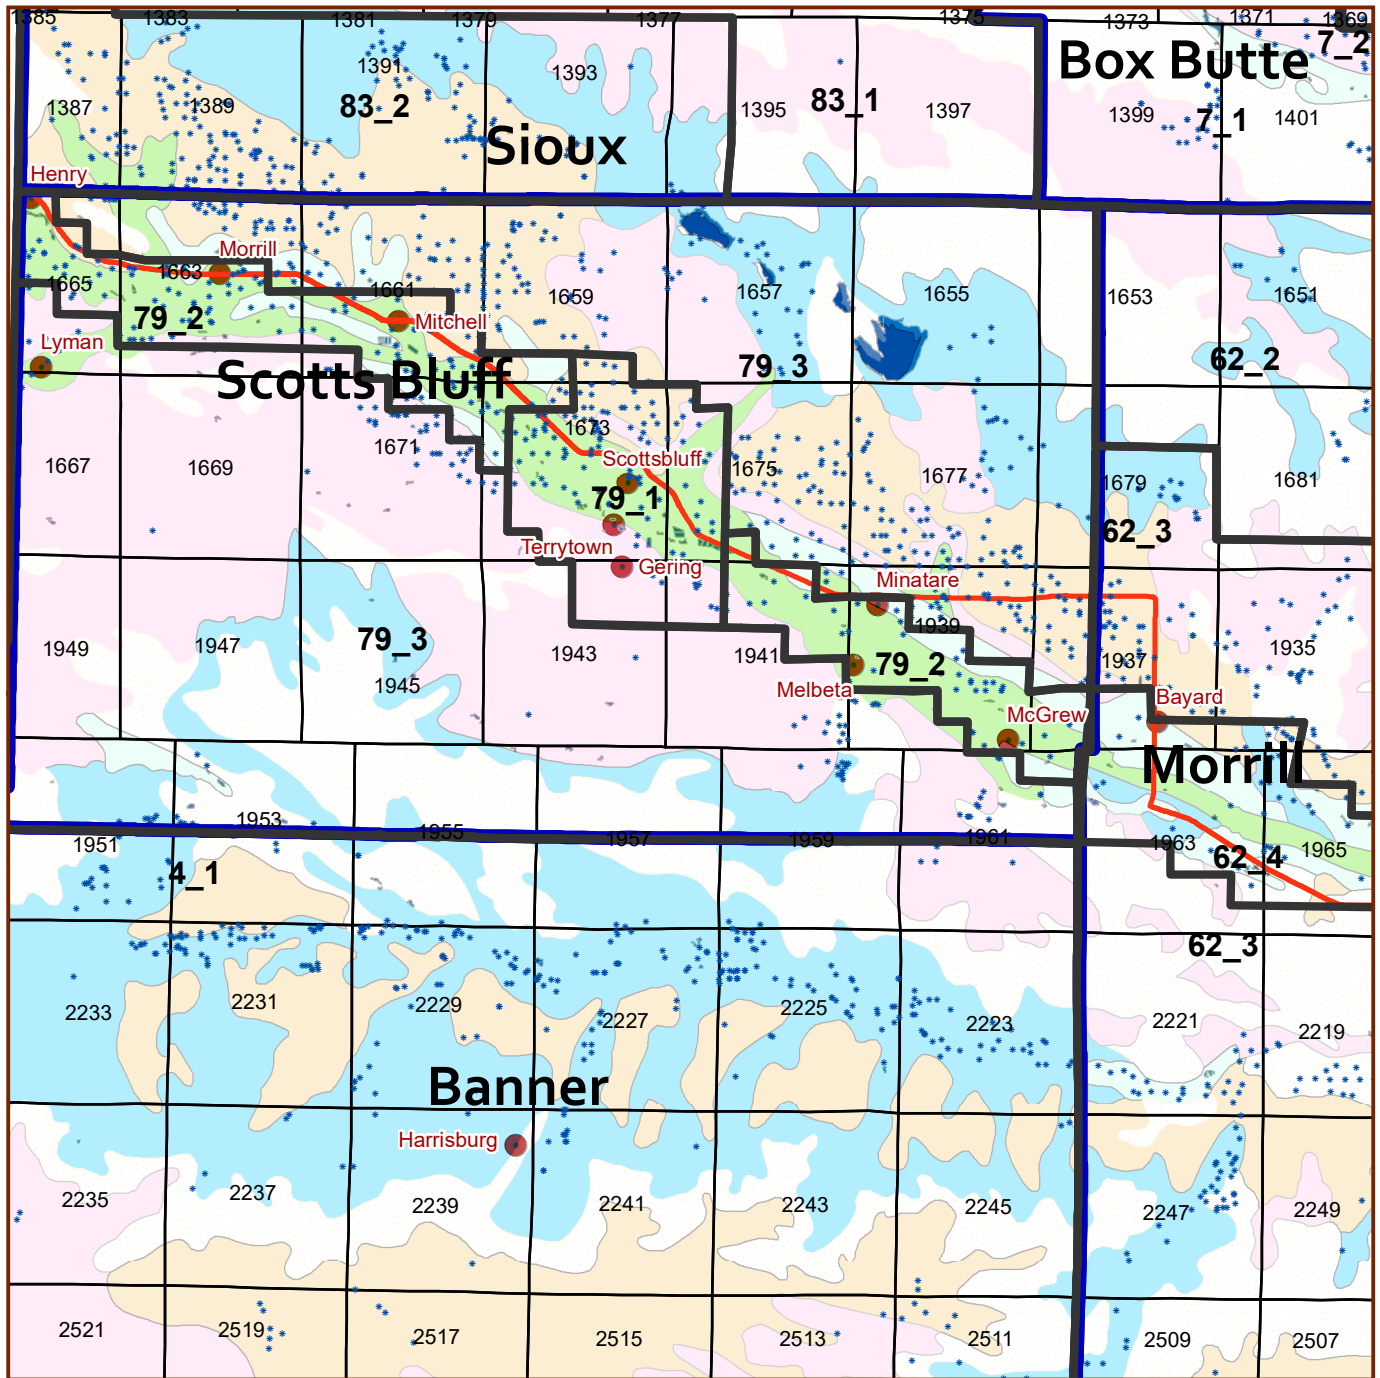 1385 1383 1381 1379 1377 1375 1373 1371 1369
7_2
Box Butte
1391 1393
1387 1389 83_2 1395 83_1 1397 1399 7_1 1401
Sioux
Henry
Morrill
1665 1663 1661 1659 1657 1655 1653 1651
79_2 Mitchell
Lyman 79_3 62_2
Scotts Bluff
1673
1671
1667 1669 Scottsbluff 1675 1677 1679 1681
79_1
62_3
Terrytown
Gering Minatare
1939
79_3
1949 1947 1943 1941 79_2 1937 1935
1945 Melbeta Bayard
McGrew
Morrill
1953
1951 1955 1957 1959 1961 1963 1965
4_1 62_4
62_3
2233 2231 2229 2227 2225 2223 2221 2219
Banner
Harrisburg
2235 2237 2239 2241 2243 2245 2247 2249
2521 2519 2517 2515 2513 2511 2509 2507